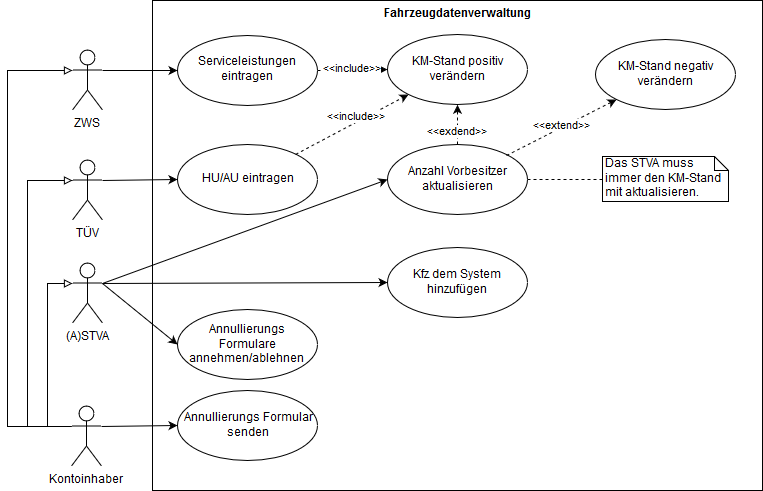 Fahrzeugdatenverwaltung
Serviceleistungen
eintragen
<<include>>
KM-Stand positiv
verändern
KM-Stand negativ
verändern
ZWS
<<include>>
<<exdend>>
<<extend>>
HU/AU eintragen
Anzahl Vorbesitzer
aktualisieren
Das STVA muss
immer den KM-Stand
mit aktualisieren.
TÜV
Kfz dem System
hinzufügen
(A)STVA
Annullierungs
Formulare
annehmen/ablehnen
Annullierungs Formular
senden
Kontoinhaber